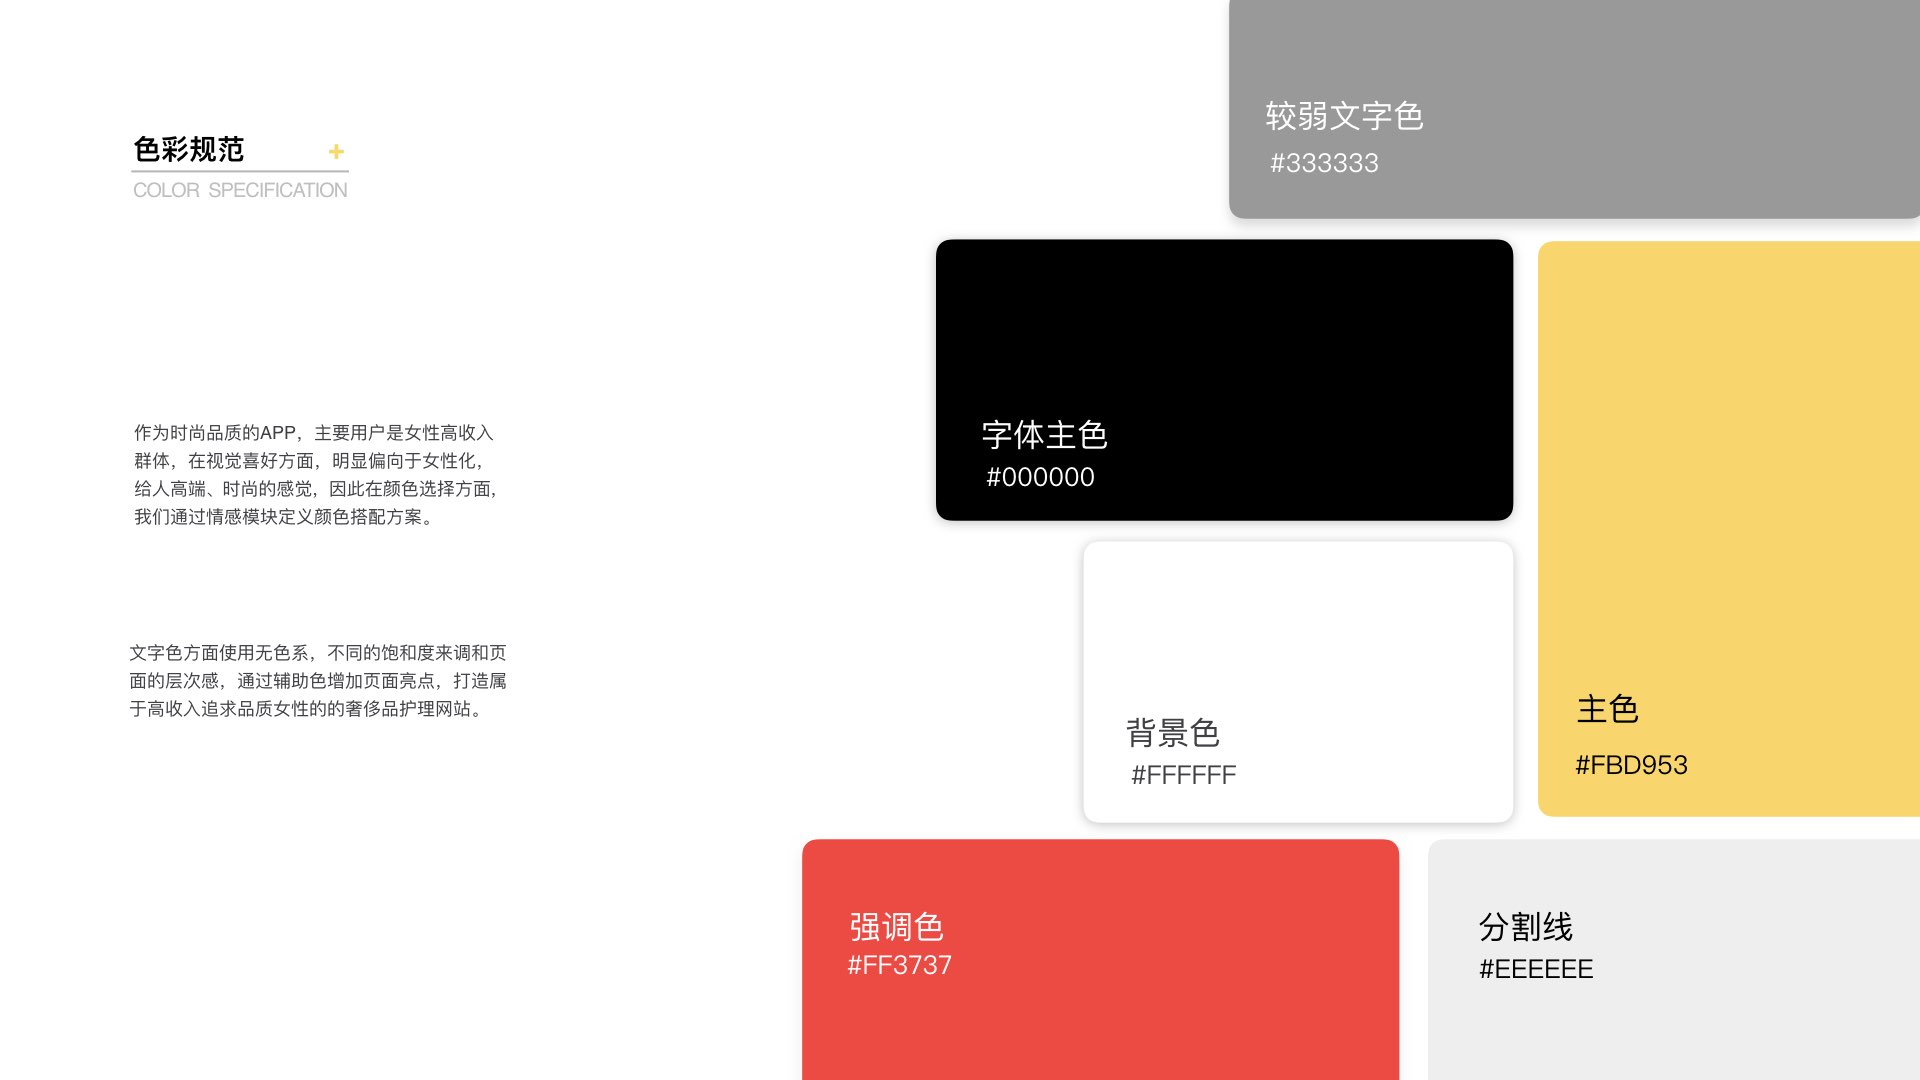 色彩规范 +
COLOR SPECIFICATION
作为时尚品质的APP，主要用户是女性高收入
群体，在视觉喜好方面，明显偏向于女性化，
给人高端、时尚的感觉，因此在颜色选择方面，
我们通过情感模块定义颜色搭配方案。
文字色方面使用无色系，不同的饱和度来调和页
面的层次感，通过辅助色增加页面亮点，打造属
于高收入追求品质女性的的奢侈品护理网站。
较弱文字色
#333333
字体主色
#000000
背景色
#FFFFFF
主色
#FBD953
强调色
#FF3737
分割线
#EEEEEE